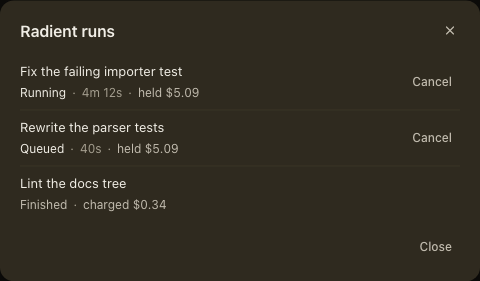 Radient runs
×
Fix the failing importer test
Running · 4m 12s · held $5.09
Cancel
Rewrite the parser tests
Queued · 40s · held $5.09
Cancel
Lint the docs tree
Finished · charged $0.34
Close